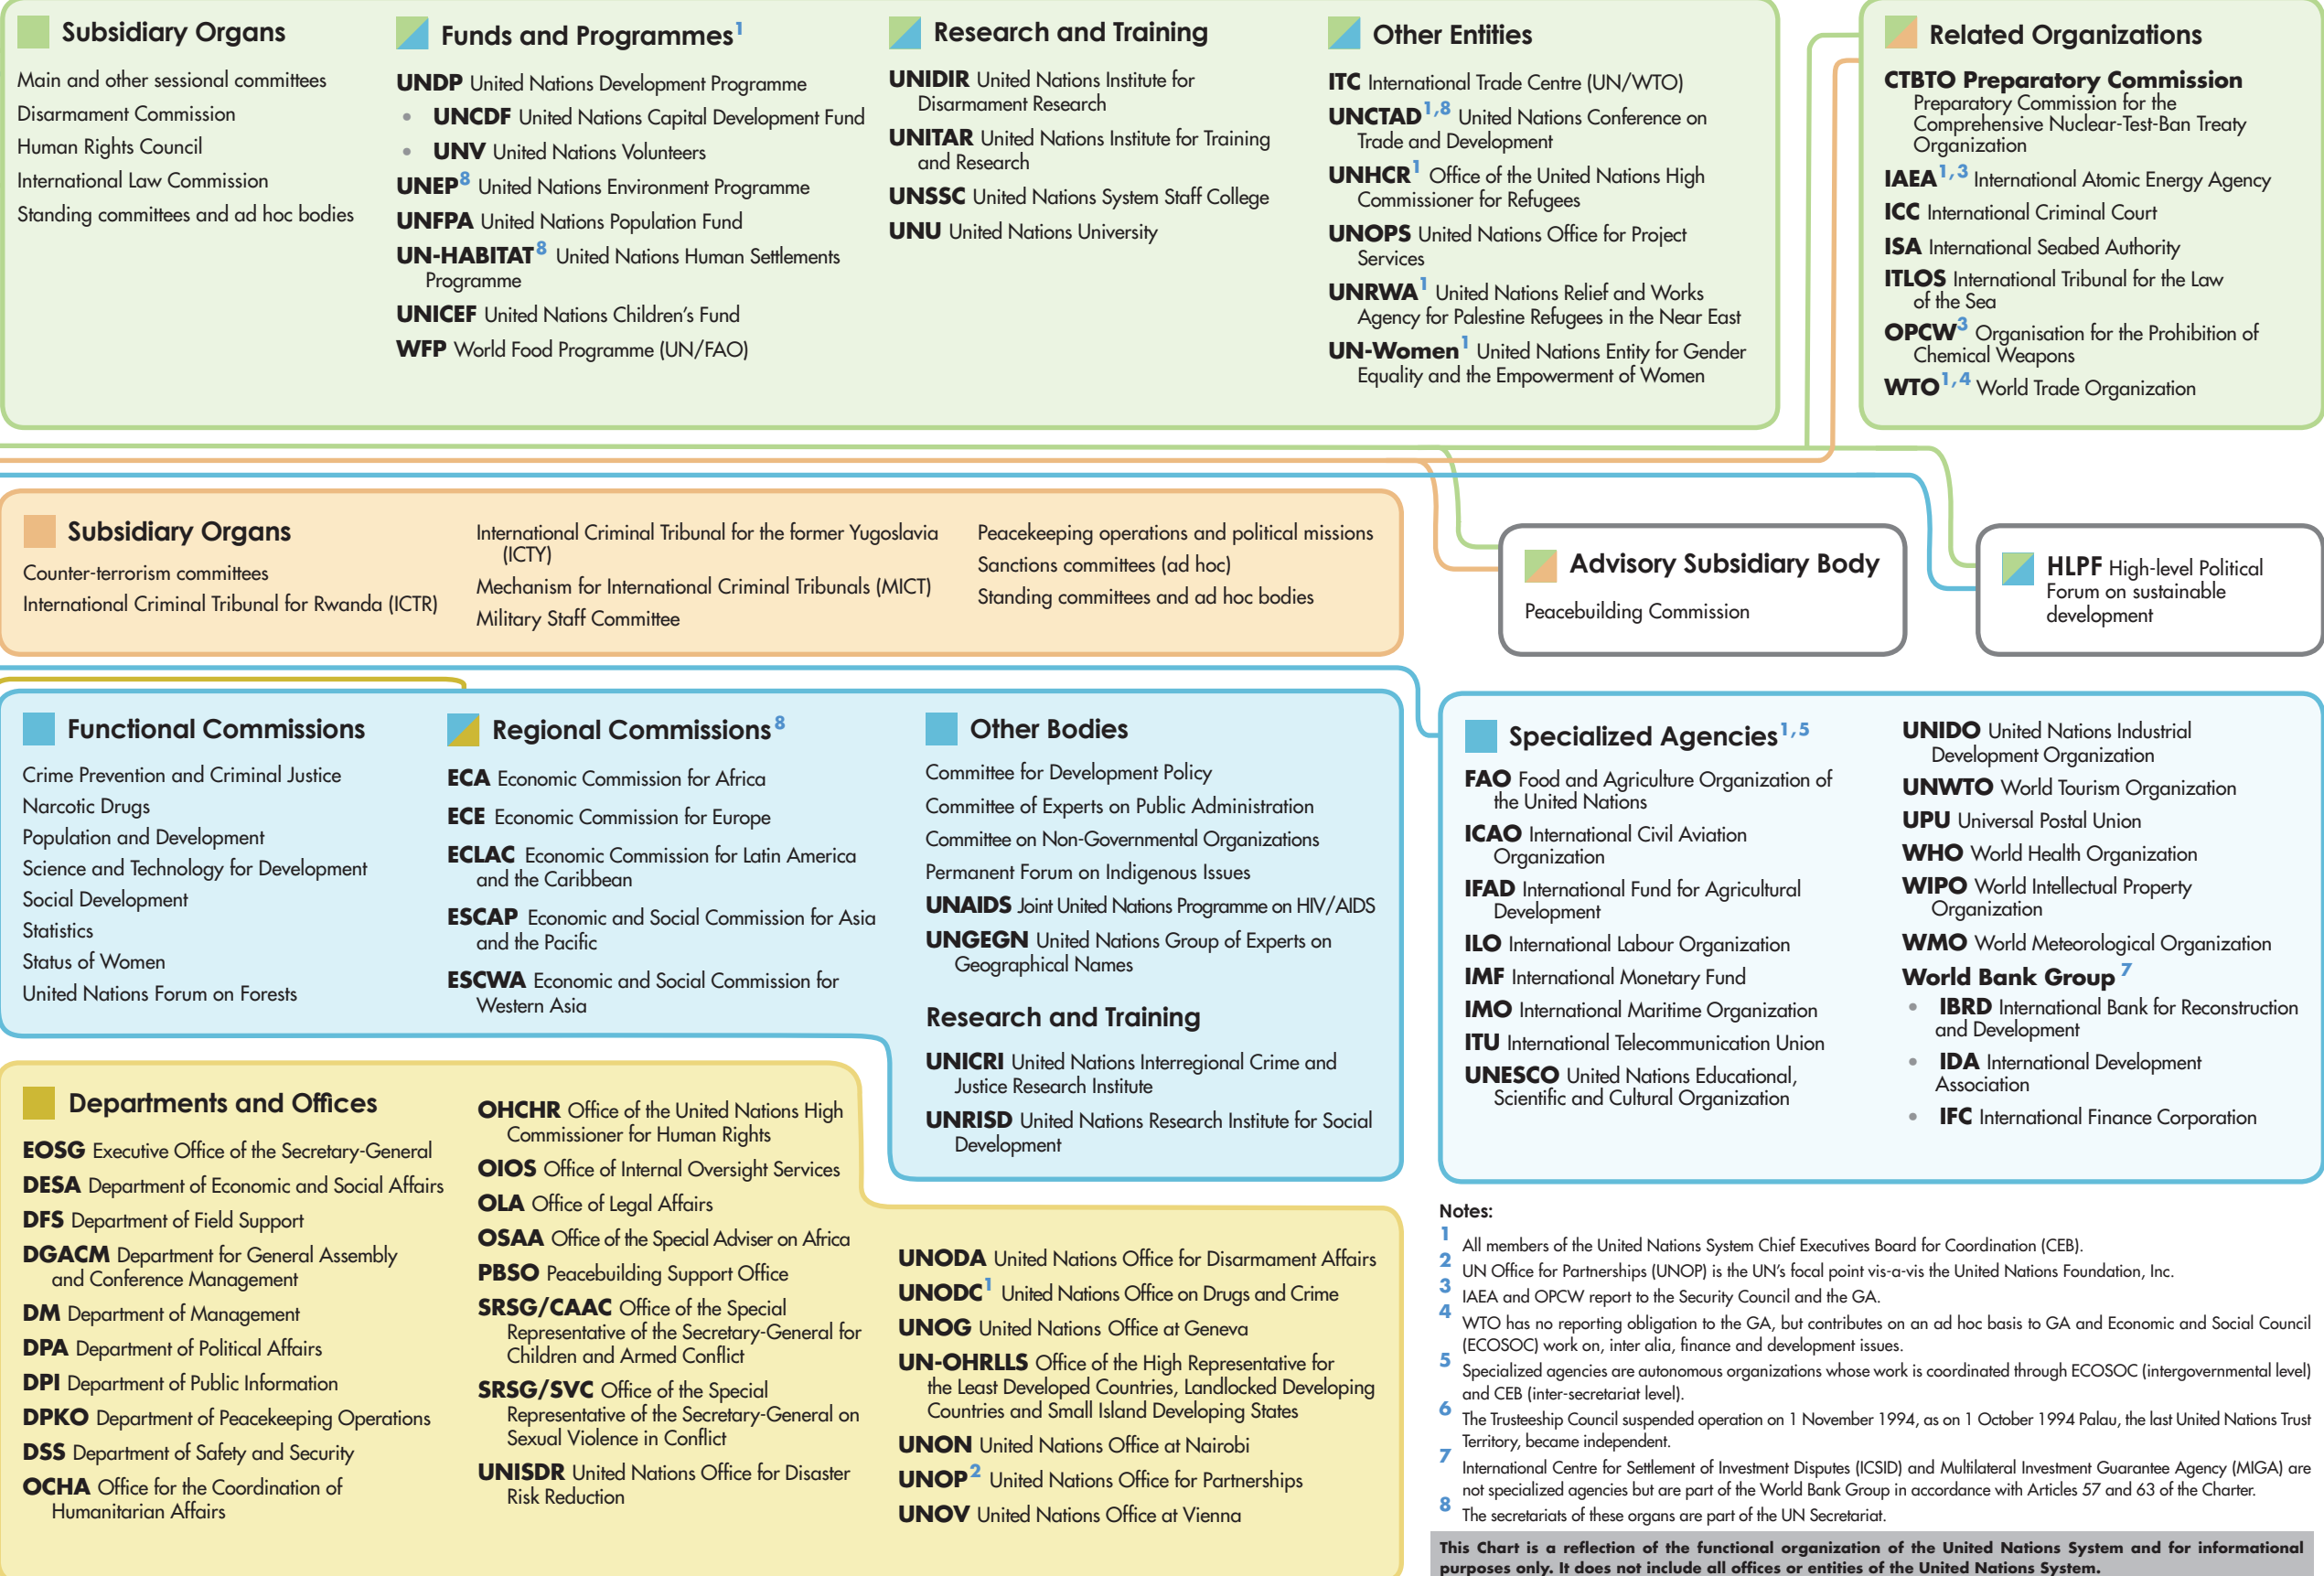 Subsidiary Organs
Main and other sessional committees
Disarmament Commission
Human Rights Council
International Law Commission
Standing committees and ad hoc bodies
Funds and Programmes1
UNDP United Nations Development Programme
• UNCDF United Nations Capital Development Fund
• UNV United Nations Volunteers
UNEP8 United Nations Environment Programme
UNFPA United Nations Population Fund
UN-HABITAT8 United Nations Human Settlements
Programme
UNICEF United Nations Children's Fund
WFP World Food Programme (UN/FAO)
Research and Training
UNIDIR United Nations Institute for
Disarmament Research
UNITAR United Nations Institute for Training
and Research
UNSSC United Nations System Staff College
UNU United Nations University
Other Entities
ITC International Trade Centre (UN/WTO)
UNCTAD1,8 United Nations Conference on
Trade and Development
UNHCR1 Office of the United Nations High
Commissioner for Refugees
UNOPS United Nations Office for Project
Services
UNRWA1 United Nations Relief and Works
Agency for Palestine Refugees in the Near East
UN-Women1 United Nations Entity for Gender
Equality and the Empowerment of Women
Related Organizations
CTBTO Preparatory Commission
Preparatory Commission for the
Comprehensive Nuclear-Test-Ban Treaty
Organization
IAEA1,3 International Atomic Energy Agency
ICC International Criminal Court
ISA International Seabed Authority
ITLOS International Tribunal for the Law
of the Sea
OPCW3 Organisation for the Prohibition of
Chemical Weapons
WTO1,4 World Trade Organization
Subsidiary Organs
Counter-terrorism committees
International Criminal Tribunal for Rwanda (ICTR)
International Criminal Tribunal for the former Yugoslavia
(ICTY)
Mechanism for International Criminal Tribunals (MICT)
Military Staff Committee
Peacekeeping operations and political missions
Sanctions committees (ad hoc)
Standing committees and ad hoc bodies
Advisory Subsidiary Body
Peacebuilding Commission
HLPF High-level Political
Forum on sustainable
development
Functional Commissions
Crime Prevention and Criminal Justice
Narcotic Drugs
Population and Development
Science and Technology for Development
Social Development
Statistics
Status of Women
United Nations Forum on Forests
Regional Commissions8
ECA Economic Commission for Africa
ECE Economic Commission for Europe
ECLAC Economic Commission for Latin America
and the Caribbean
ESCAP Economic and Social Commission for Asia
and the Pacific
ESCWA Economic and Social Commission for
Western Asia
Other Bodies
Committee for Development Policy
Committee of Experts on Public Administration
Committee on Non-Governmental Organizations
Permanent Forum on Indigenous Issues
UNAIDS Joint United Nations Programme on HIV/AIDS
UNGEGN United Nations Group of Experts on
Geographical Names
Research and Training
UNICRI United Nations Interregional Crime and
Justice Research Institute
UNRISD United Nations Research Institute for Social
Development
Specialized Agencies1,5
FAO Food and Agriculture Organization of
the United Nations
ICAO International Civil Aviation
Organization
IFAD International Fund for Agricultural
Development
ILO International Labour Organization
IMF International Monetary Fund
IMO International Maritime Organization
ITU International Telecommunication Union
UNESCO United Nations Educational,
Scientific and Cultural Organization
UNIDO United Nations Industrial
Development Organization
UNWTO World Tourism Organization
UPU Universal Postal Union
WHO World Health Organization
WIPO World Intellectual Property
Organization
WMO World Meteorological Organization
World Bank Group7
• IBRD International Bank for Reconstruction
and Development
• IDA International Development
Association
• IFC International Finance Corporation
Departments and Offices
EOSG Executive Office of the Secretary-General
DESA Department of Economic and Social Affairs
DFS Department of Field Support
DGACM Department for General Assembly
and Conference Management
DM Department of Management
DPA Department of Political Affairs
DPI Department of Public Information
DPKO Department of Peacekeeping Operations
DSS Department of Safety and Security
OCHA Office for the Coordination of
Humanitarian Affairs
OHCHR Office of the United Nations High
Commissioner for Human Rights
OIOS Office of Internal Oversight Services
OLA Office of Legal Affairs
OSAA Office of the Special Adviser on Africa
PBSO Peacebuilding Support Office
SRSG/CAAC Office of the Special
Representative of the Secretary-General for
Children and Armed Conflict
SRSG/SVC Office of the Special
Representative of the Secretary-General on
Sexual Violence in Conflict
UNISDR United Nations Office for Disaster
Risk Reduction
UNODA United Nations Office for Disarmament Affairs
UNODC1 United Nations Office on Drugs and Crime
UNOG United Nations Office at Geneva
UN-OHRLLS Office of the High Representative for
the Least Developed Countries, Landlocked Developing
Countries and Small Island Developing States
UNON United Nations Office at Nairobi
UNOP2 United Nations Office for Partnerships
UNOV United Nations Office at Vienna
Notes:
1 All members of the United Nations System Chief Executives Board for Coordination (CEB).
2 UN Office for Partnerships (UNOP) is the UN's focal point vis-a-vis the United Nations Foundation, Inc.
3 IAEA and OPCW report to the Security Council and the GA.
4 WTO has no reporting obligation to the GA, but contributes on an ad hoc basis to GA and Economic and Social Council
(ECOSOC) work on, inter alia, finance and development issues.
5 Specialized agencies are autonomous organizations whose work is coordinated through ECOSOC (intergovernmental level)
and CEB (inter-secretariat level).
6 The Trusteeship Council suspended operation on 1 November 1994, as on 1 October 1994 Palau, the last United Nations Trust
Territory, became independent.
7 International Centre for Settlement of Investment Disputes (ICSID) and Multilateral Investment Guarantee Agency (MIGA) are
not specialized agencies but are part of the World Bank Group in accordance with Articles 57 and 63 of the Charter.
8 The secretariats of these organs are part of the UN Secretariat.
This Chart is a reflection of the functional organization of the United Nations System and for informational
purposes only. It does not include all offices or entities of the United Nations System.